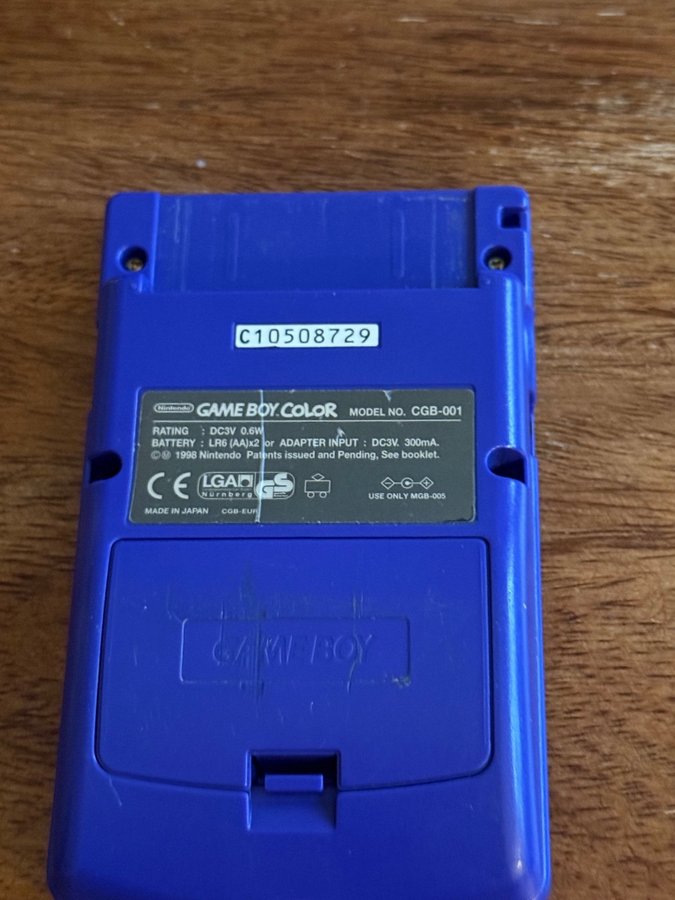 C10508729
Nintendo GAME BOY COLOR MODEL NO. CGB-001
RATING : DC3V 0.6W
BATTERY : LR6 (AA)x2 or ADAPTER INPUT : DC3V. 300mA.
©Ⓜ 1998 Nintendo Patents issued and Pending, See booklet.
CE LGA GS
Nürnberg
USE ONLY MGB-005
MADE IN JAPAN CGB-EUR
GAME BOY